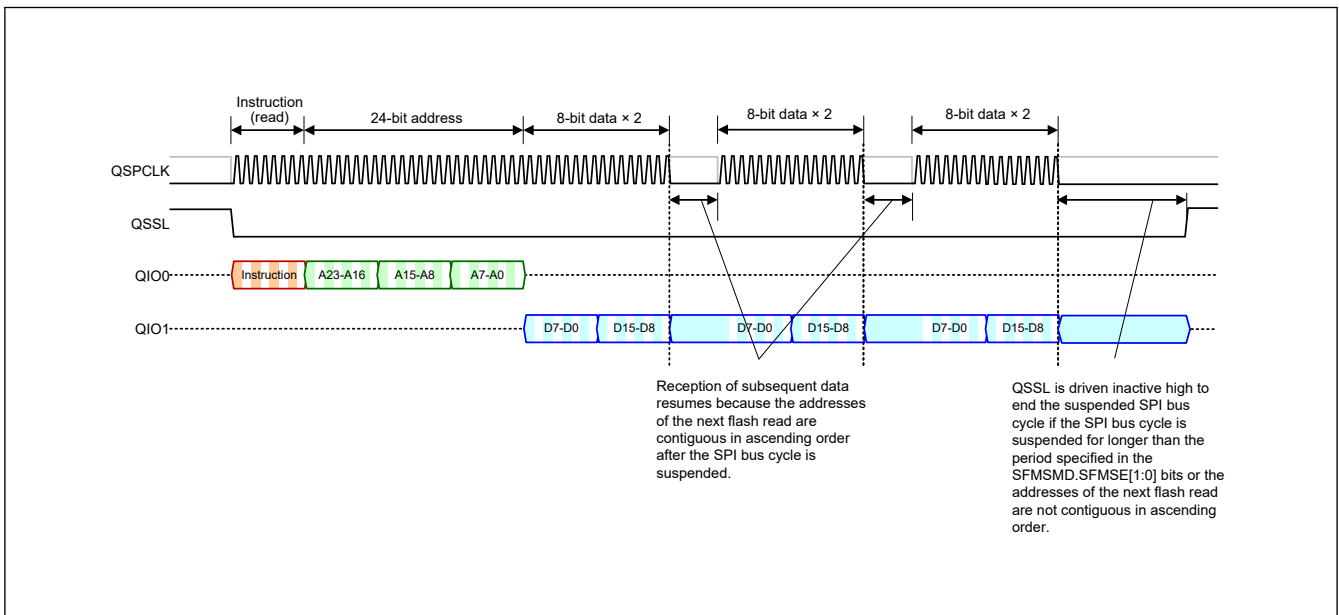 Instruction
(read)
24-bit address
8-bit data × 2
8-bit data × 2
8-bit data × 2
QSPCLK
QSSL
QIO0
Instruction
A23-A16
A15-A8
A7-A0
QIO1
D7-D0
D15-D8
D7-D0
D15-D8
D7-D0
D15-D8
Reception of subsequent data
resumes because the addresses
of the next flash read are
contiguous in ascending order
after the SPI bus cycle is
suspended.
QSSL is driven inactive high to
end the suspended SPI bus
cycle if the SPI bus cycle is
suspended for longer than the
period specified in the
SFMSMD.SFMSE[1:0] bits or the
addresses of the next flash read
are not contiguous in ascending
order.